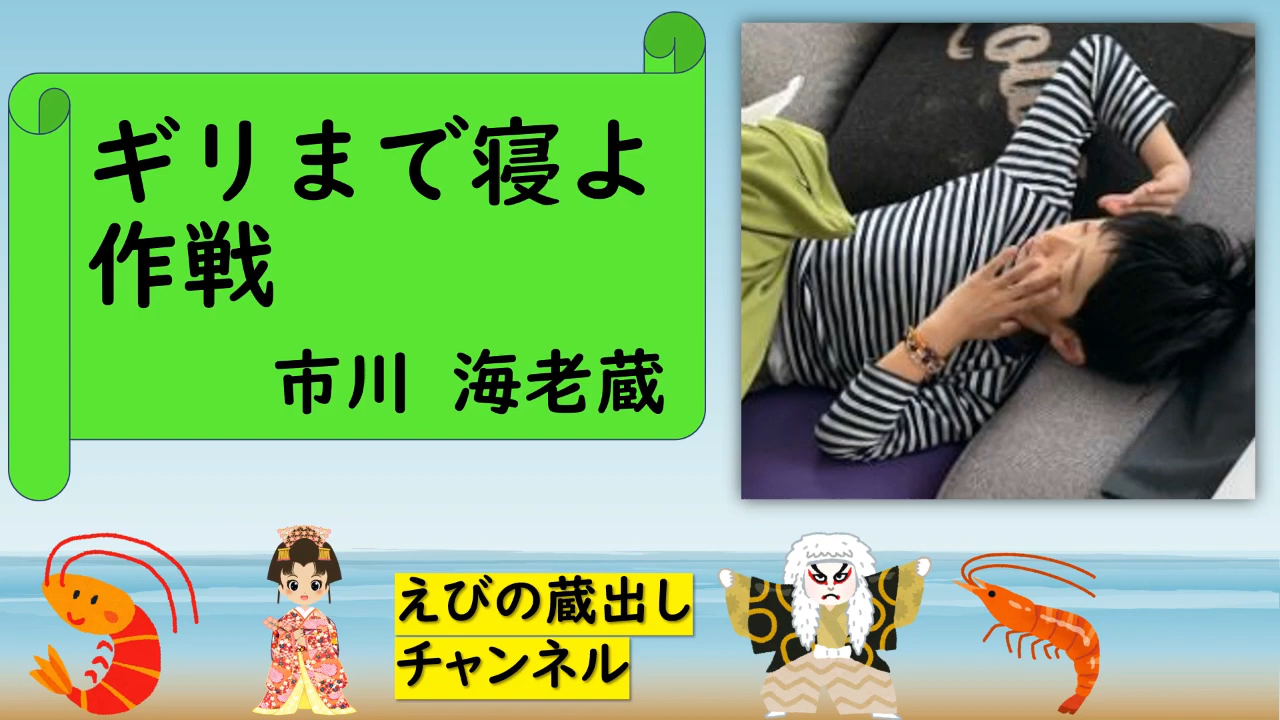 ギリまで寝よ
作戦
市川 海老蔵
えびの蔵出し
チャンネル